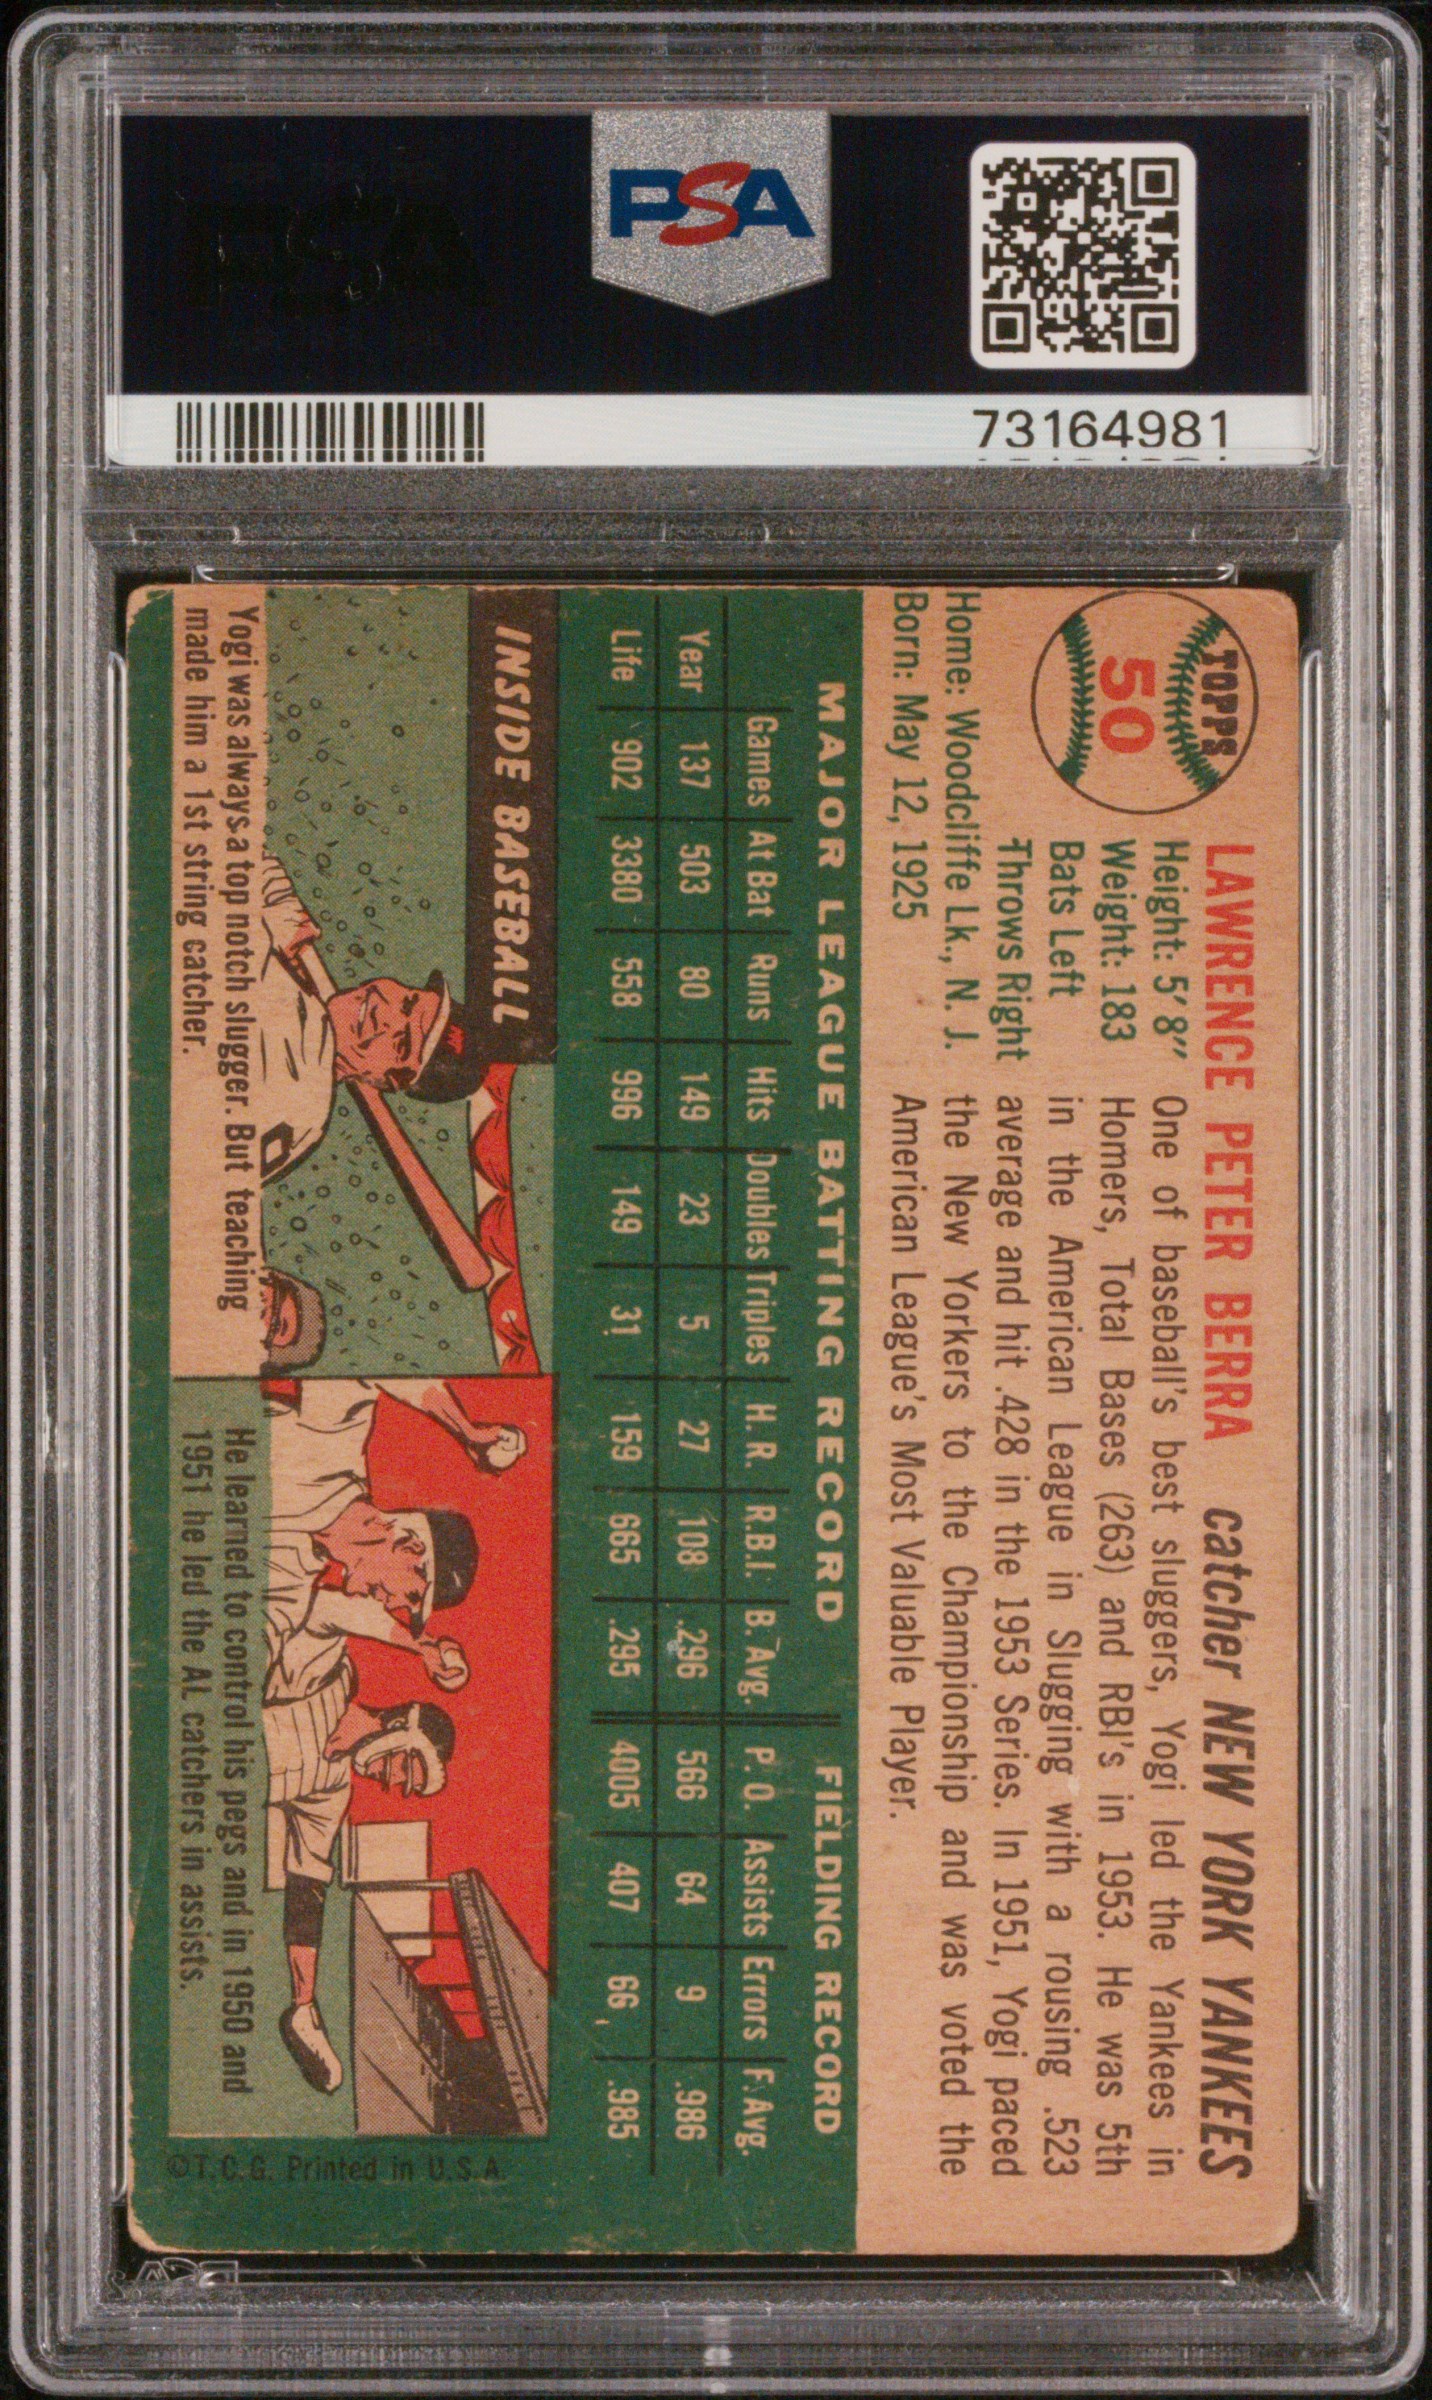 PSA
73164981
TOPPS
50
LAWRENCE PETER BERRA catcher NEW YORK YANKEES
Height: 5' 8"
Weight: 183
Bats Left
Throws Right
Home: Woodcliffe Lk., N. J.
Born: May 12, 1925
One of baseball's best sluggers, Yogi led the Yankees in
Homers, Total Bases (263) and RBI's in 1953. He was 5th
in the American League in Slugging with a rousing .523
average and hit .428 in the 1953 Series. In 1951, Yogi paced
the New Yorkers to the Championship and was voted the
American League's Most Valuable Player.
MAJOR LEAGUE BATTING RECORD FIELDING RECORD
Games At Bat Runs Hits Doubles Triples H. R. R.B.I. B. Avg. P. O. Assists Errors F. Avg.
Year 137 503 80 149 23 5 27 108 .296 566 64 9 .986
Life 902 3380 558 996 149 31 159 665 .295 4005 407 66 .985
INSIDE BASEBALL
Yogi was always a top notch slugger. But teaching
made him a 1st string catcher.
He learned to control his pegs and in 1950 and
1951 he led the AL catchers in assists.
©T.C.G. Printed in U.S.A.
PSA